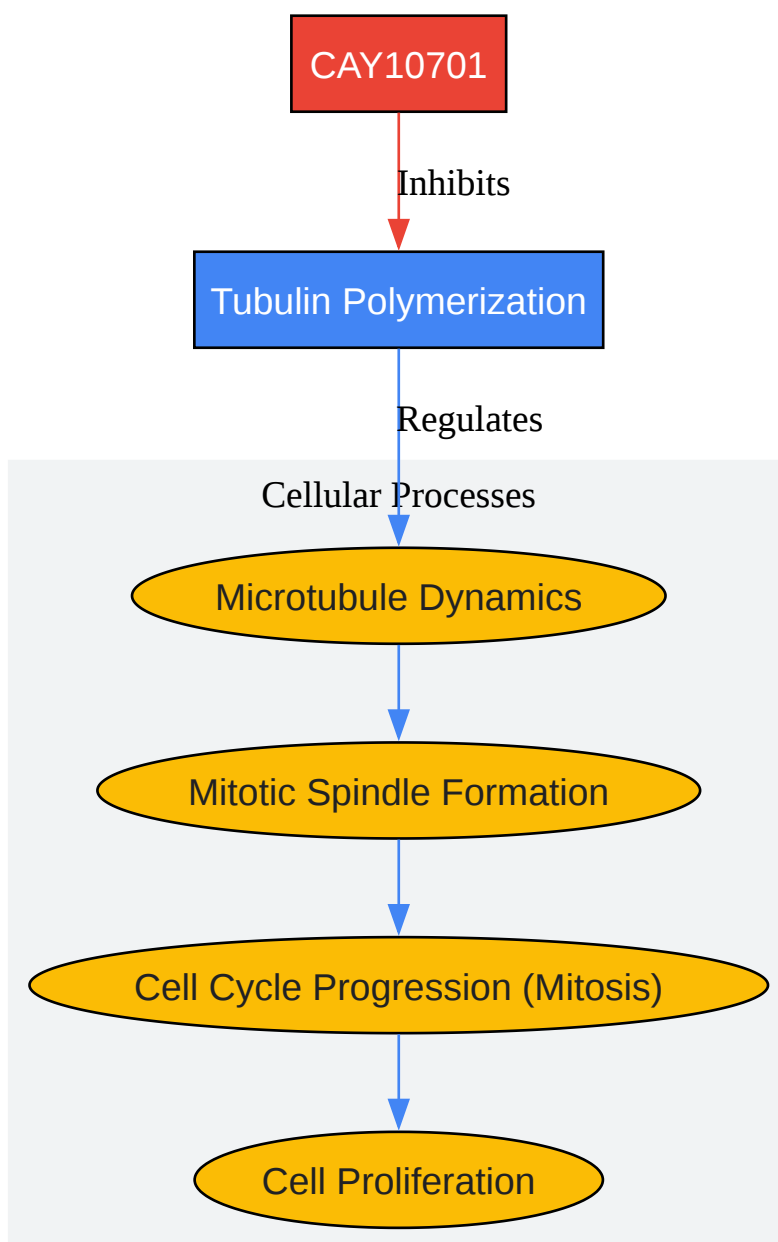 CAY10701
Inhibits
Tubulin Polymerization
Regulates
Cellular Processes
Microtubule Dynamics
Mitotic Spindle Formation
Cell Cycle Progression (Mitosis)
Cell Proliferation